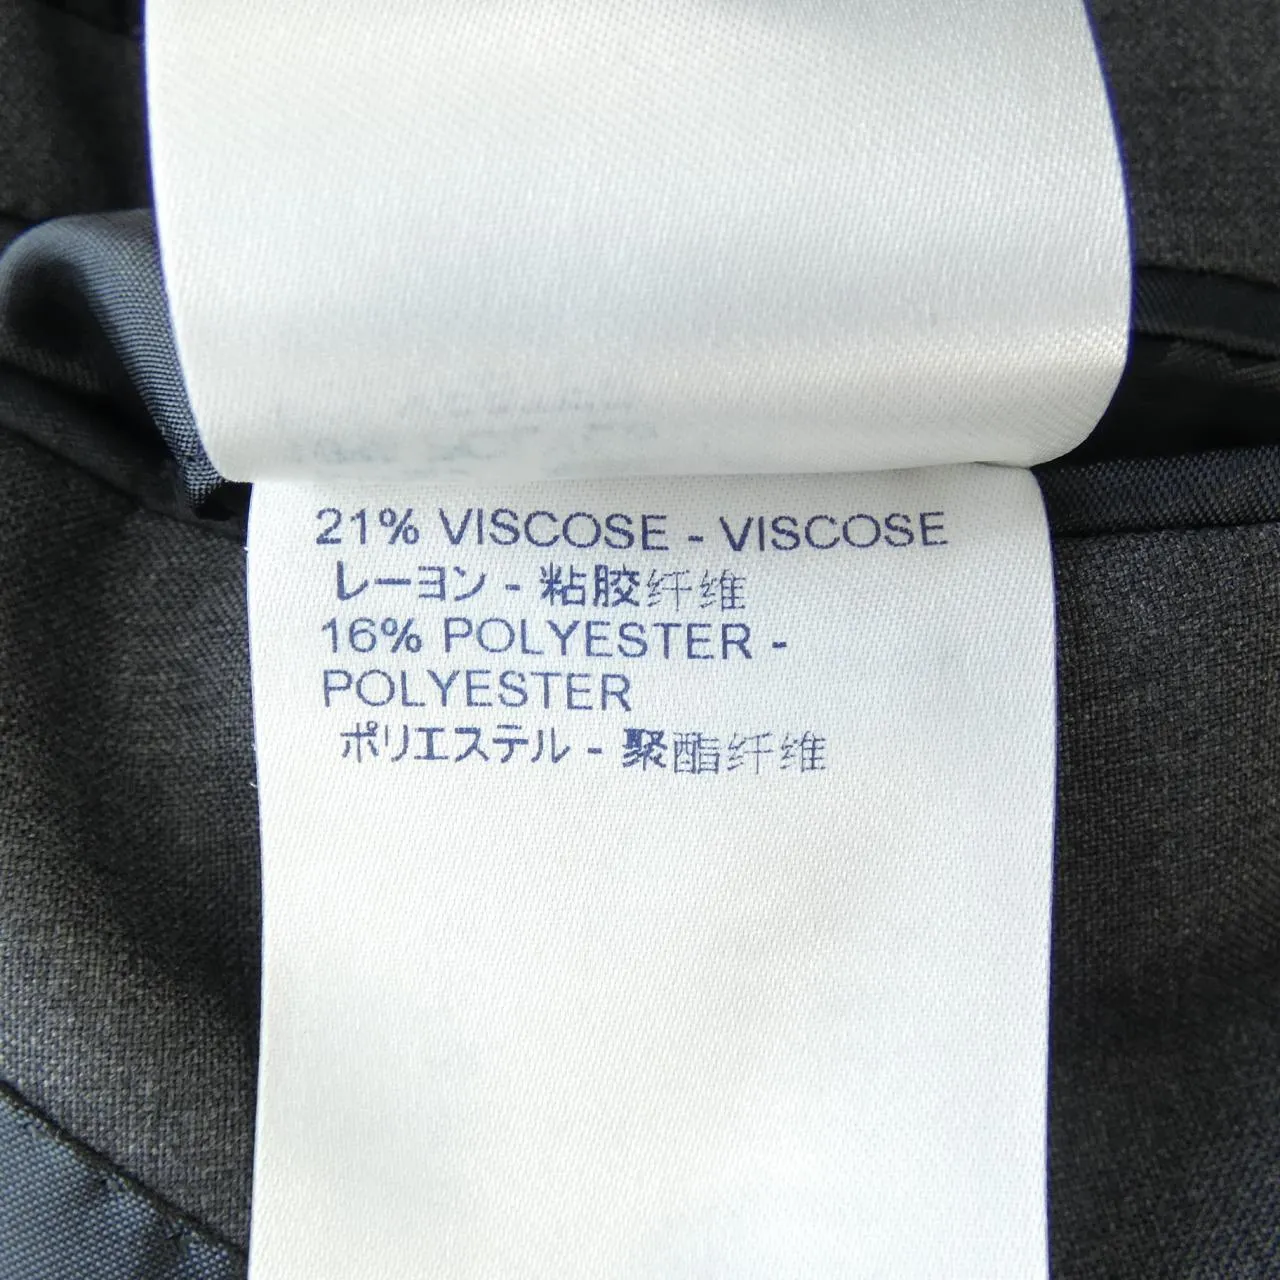 21% VISCOSE - VISCOSE
レーヨン - 粘胶纤维
16% POLYESTER -
POLYESTER
ポリエステル - 聚酯纤维